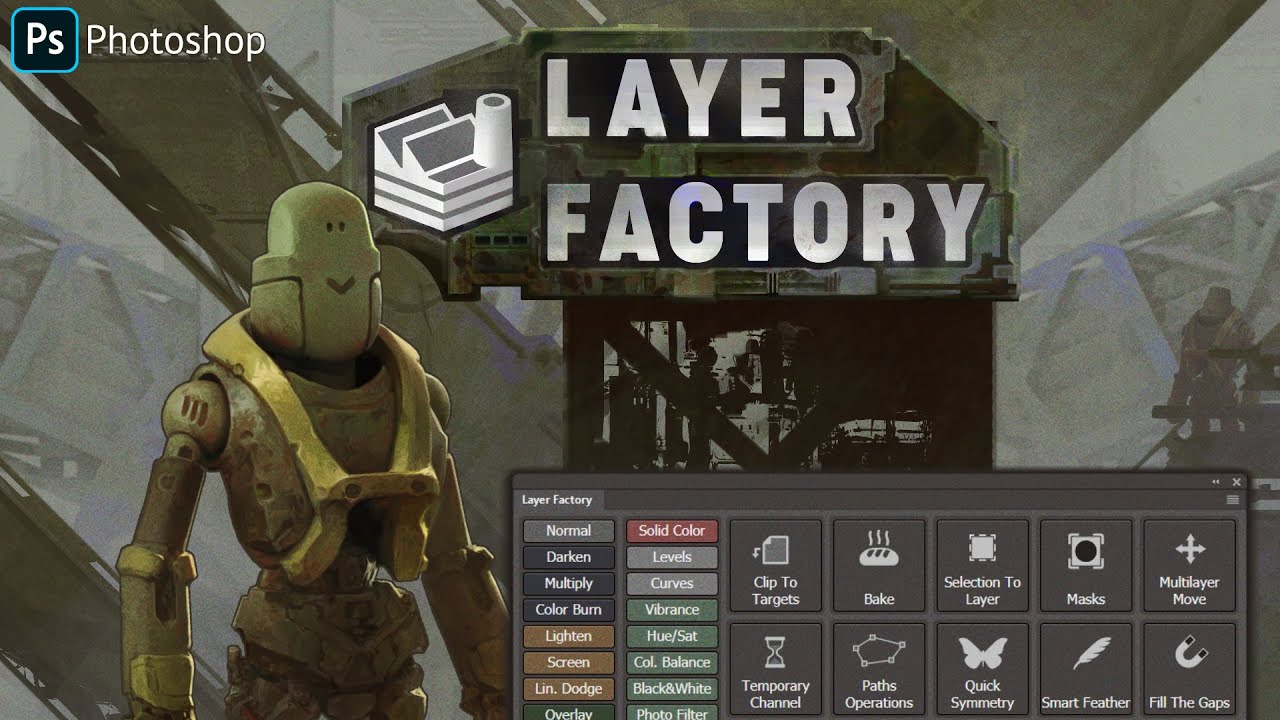 Ps Photoshop
LAYER
FACTORY
Layer Factory
Normal
Darken
Multiply
Color Burn
Lighten
Screen
Lin. Dodge
Overlay
Solid Color
Levels
Curves
Vibrance
Hue/Sat
Col. Balance
Black&White
Photo Filter
Clip To
Targets
Bake
Selection To
Layer
Masks
Multilayer
Move
Temporary
Channel
Paths
Operations
Quick
Symmetry
Smart Feather
Fill The Gaps